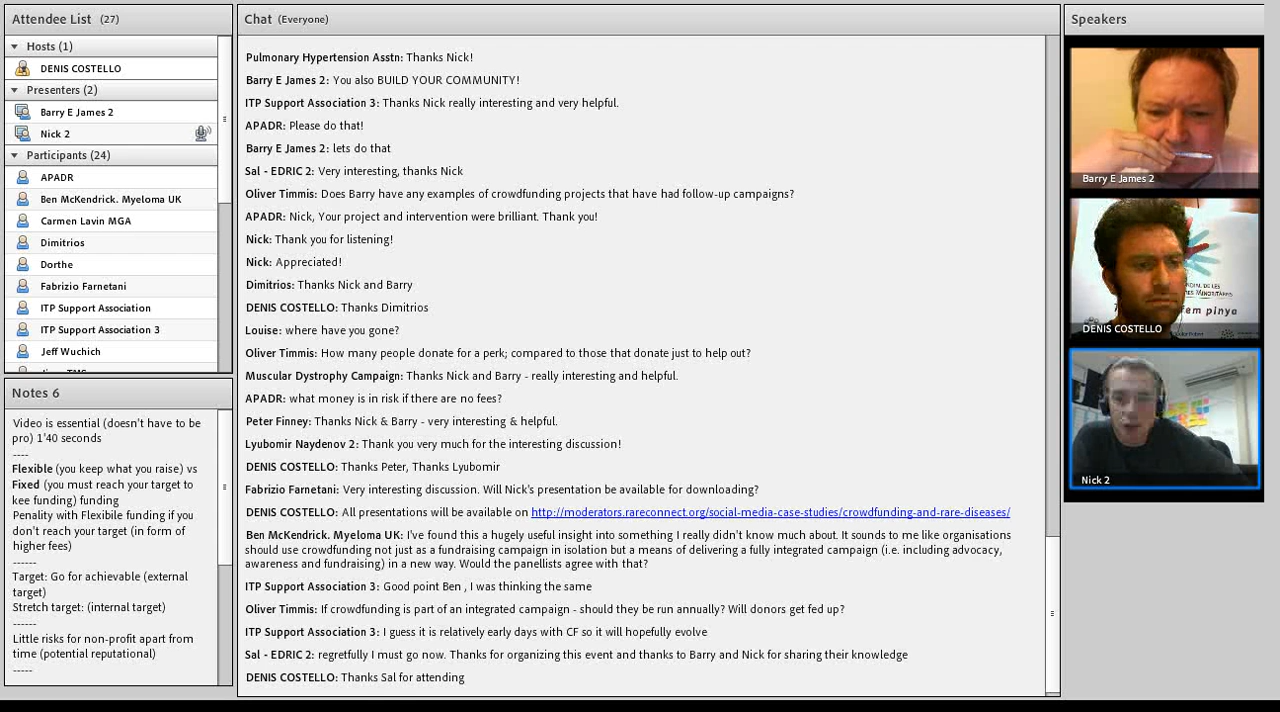 Attendee List (27)
Hosts (1)
DENIS COSTELLO
Presenters (2)
Barry E James 2
Nick 2
Participants (24)
APADR
Ben McKendrick. Myeloma UK
Carmen Lavin MGA
Dimitrios
Dorthe
Fabrizio Farnetani
ITP Support Association
ITP Support Association 3
Jeff Wuchich
Notes 6
Video is essential (doesn't have to be
pro) 1'40 seconds
----
Flexible (you keep what you raise) vs
Fixed (you must reach your target to
kee funding) funding
Penality with Flexibile funding if you
don't reach your target (in form of
higher fees)
------
Target: Go for achievable (external
target)
Stretch target: (internal target)
------
Little risks for non-profit apart from
time (potential reputational)
-----
Chat (Everyone)
Pulmonary Hypertension Asstn: Thanks Nick!
Barry E James 2: You also BUILD YOUR COMMUNITY!
ITP Support Association 3: Thanks Nick really interesting and very helpful.
APADR: Please do that!
Barry E James 2: lets do that
Sal - EDRIC 2: Very interesting, thanks Nick
Oliver Timmis: Does Barry have any examples of crowdfunding projects that have had follow-up campaigns?
APADR: Nick, Your project and intervention were brilliant. Thank you!
Nick: Thank you for listening!
Nick: Appreciated!
Dimitrios: Thanks Nick and Barry
DENIS COSTELLO: Thanks Dimitrios
Louise: where have you gone?
Oliver Timmis: How many people donate for a perk; compared to those that donate just to help out?
Muscular Dystrophy Campaign: Thanks Nick and Barry - really interesting and helpful.
APADR: what money is in risk if there are no fees?
Peter Finney: Thanks Nick & Barry - very interesting & helpful.
Lyubomir Naydenov 2: Thank you very much for the interesting discussion!
DENIS COSTELLO: Thanks Peter, Thanks Lyubomir
Fabrizio Farnetani: Very interesting discussion. Will Nick's presentation be available for downloading?
DENIS COSTELLO: All presentations will be available on http://moderators.rareconnect.org/social-media-case-studies/crowdfunding-and-rare-diseases/
Ben McKendrick. Myeloma UK: I've found this a hugely useful insight into something I really didn't know much about. It sounds to me like organisations
should use crowdfunding not just as a fundraising campaign in isolation but a means of delivering a fully integrated campaign (i.e. including advocacy,
awareness and fundraising) in a new way. Would the panellists agree with that?
ITP Support Association 3: Good point Ben , I was thinking the same
Oliver Timmis: If crowdfunding is part of an integrated campaign - should they be run annually? Will donors get fed up?
ITP Support Association 3: I guess it is relatively early days with CF so it will hopefully evolve
Sal - EDRIC 2: regretfully I must go now. Thanks for organizing this event and thanks to Barry and Nick for sharing their knowledge
DENIS COSTELLO: Thanks Sal for attending
Speakers
Barry E James 2
DIAL DE LES
MINORITÀRIES
fem pinya
DENIS COSTELLO
Nick 2